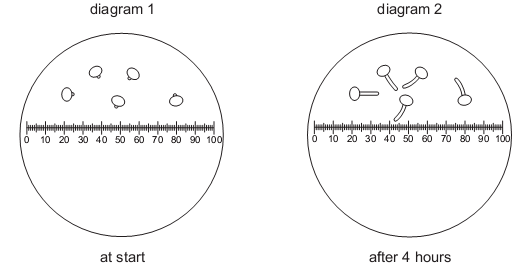 diagram 1 diagram 2
0 10 20 30 40 50 60 70 80 90 100 0 10 20 30 40 50 60 70 80 90 100
at start after 4 hours